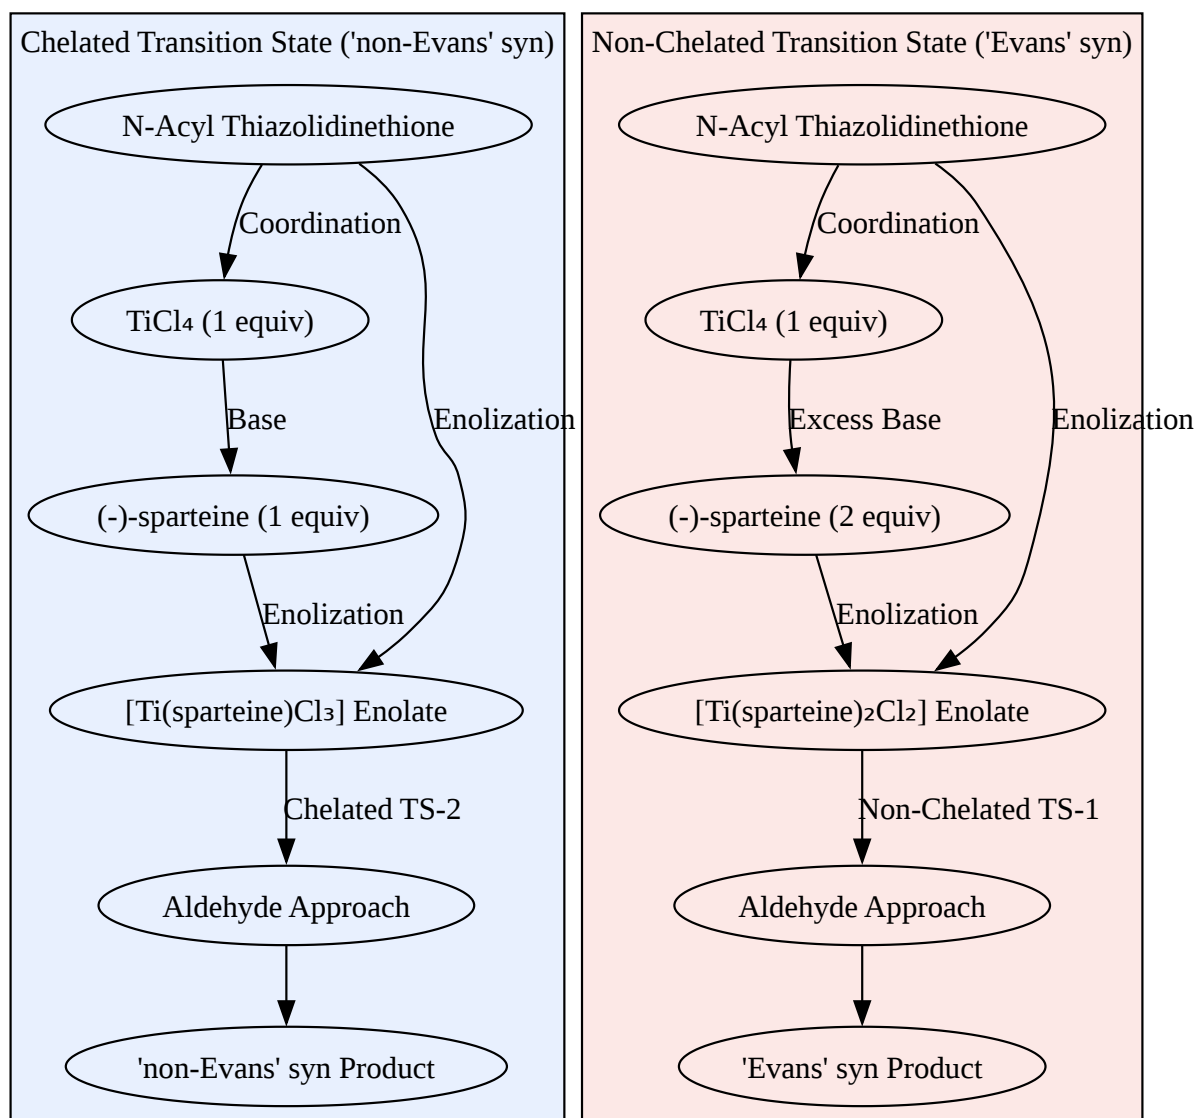 Chelated Transition State ('non-Evans' syn)
N-Acyl Thiazolidinethione
Coordination
TiCl₄ (1 equiv)
Base
Enolization
(-)-sparteine (1 equiv)
Enolization
[Ti(sparteine)Cl₃] Enolate
Chelated TS-2
Aldehyde Approach
'non-Evans' syn Product
Non-Chelated Transition State ('Evans' syn)
N-Acyl Thiazolidinethione
Coordination
TiCl₄ (1 equiv)
Excess Base
Enolization
(-)-sparteine (2 equiv)
Enolization
[Ti(sparteine)₂Cl₂] Enolate
Non-Chelated TS-1
Aldehyde Approach
'Evans' syn Product